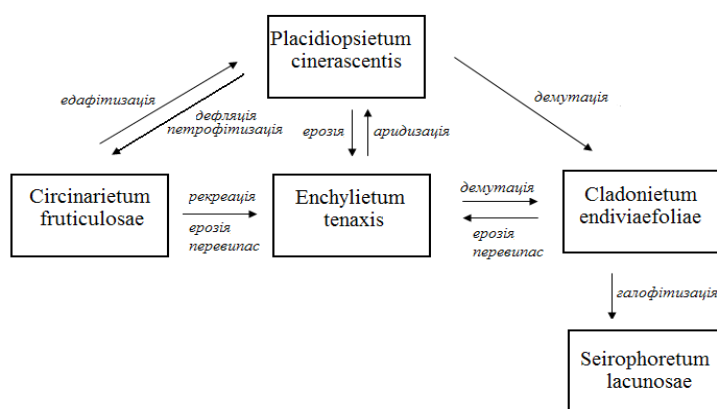 Placidiopsietum
cinerascentis
едафітизація
дефляція
петрофітизація
ерозія
аридизація
демутація
Circinarietum
fruticulosae
рекреація
ерозія
перевипас
Enchylietum
tenaxis
демутація
ерозія
перевипас
Cladonietum
endiviaefoliae
галофітизація
Seirophoretum
lacunosae